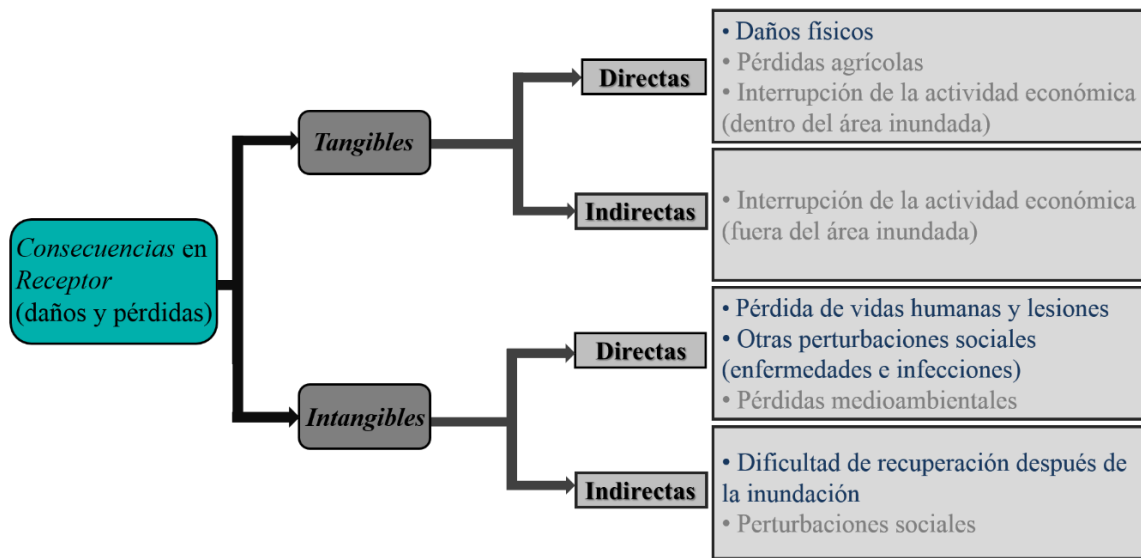 Consecuencias en
Receptor
(daños y pérdidas)
Tangibles
Directas
• Daños físicos
• Pérdidas agrícolas
• Interrupción de la actividad económica
(dentro del área inundada)
Indirectas
• Interrupción de la actividad económica
(fuera del área inundada)
Intangibles
Directas
• Pérdida de vidas humanas y lesiones
• Otras perturbaciones sociales
(enfermedades e infecciones)
• Pérdidas medioambientales
Indirectas
• Dificultad de recuperación después de
la inundación
• Perturbaciones sociales